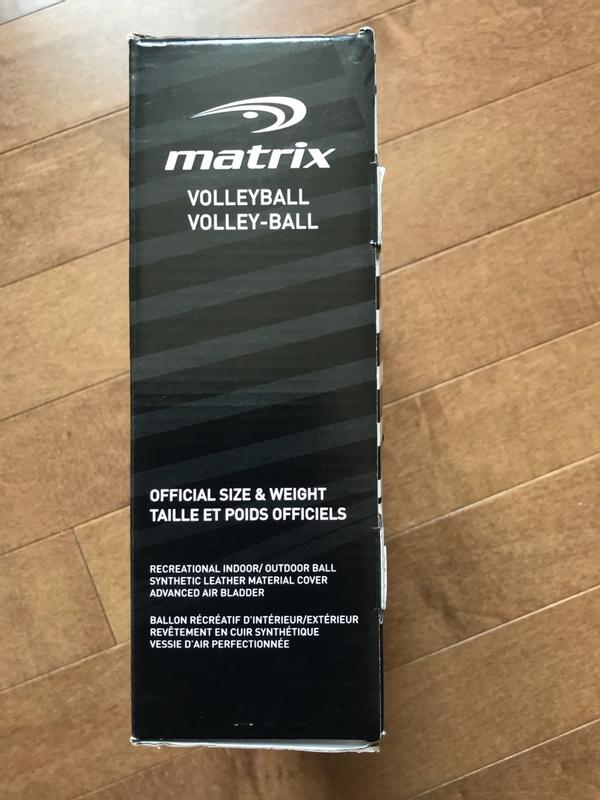 matrix
VOLLEYBALL
VOLLEY-BALL
OFFICIAL SIZE & WEIGHT
TAILLE ET POIDS OFFICIELS
RECREATIONAL INDOOR/ OUTDOOR BALL
SYNTHETIC LEATHER MATERIAL COVER
ADVANCED AIR BLADDER
BALLON RÉCRÉATIF D'INTÉRIEUR/EXTÉRIEUR
REVÊTEMENT EN CUIR SYNTHÉTIQUE
VESSIE D'AIR PERFECTIONNÉE